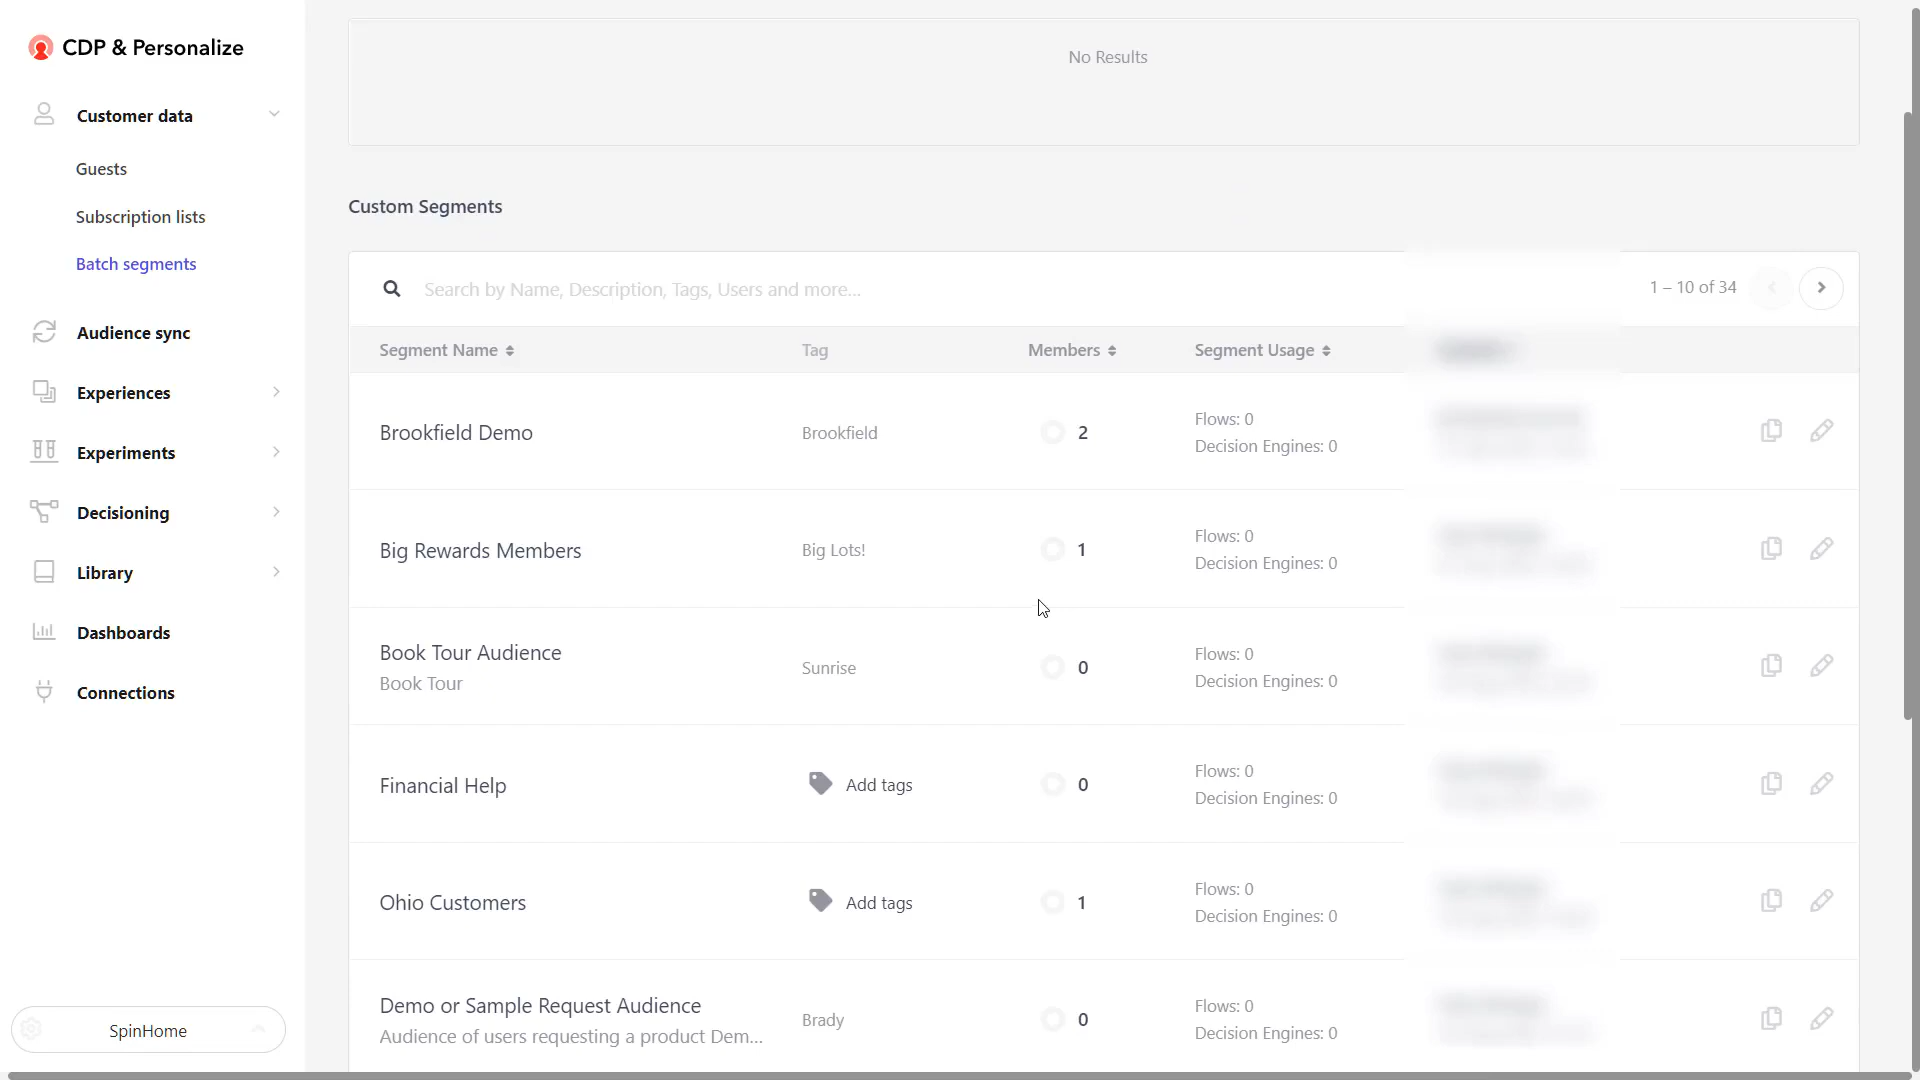 CDP & Personalize
Customer data
Guests
Subscription lists
Batch segments
Audience sync
Experiences
Experiments
Decisioning
Library
Dashboards
Connections
SpinHome
No Results
Custom Segments
Search by Name, Description, Tags, Users and more...
1 – 10 of 34
Segment Name Tag Members Segment Usage
Brookfield Demo Brookfield 2
Flows: 0
Decision Engines: 0
Big Rewards Members Big Lots! 1
Flows: 0
Decision Engines: 0
Book Tour Audience
Book Tour
Sunrise 0
Flows: 0
Decision Engines: 0
Financial Help Add tags 0
Flows: 0
Decision Engines: 0
Ohio Customers Add tags 1
Flows: 0
Decision Engines: 0
Demo or Sample Request Audience
Audience of users requesting a product Dem...
Brady 0
Flows: 0
Decision Engines: 0